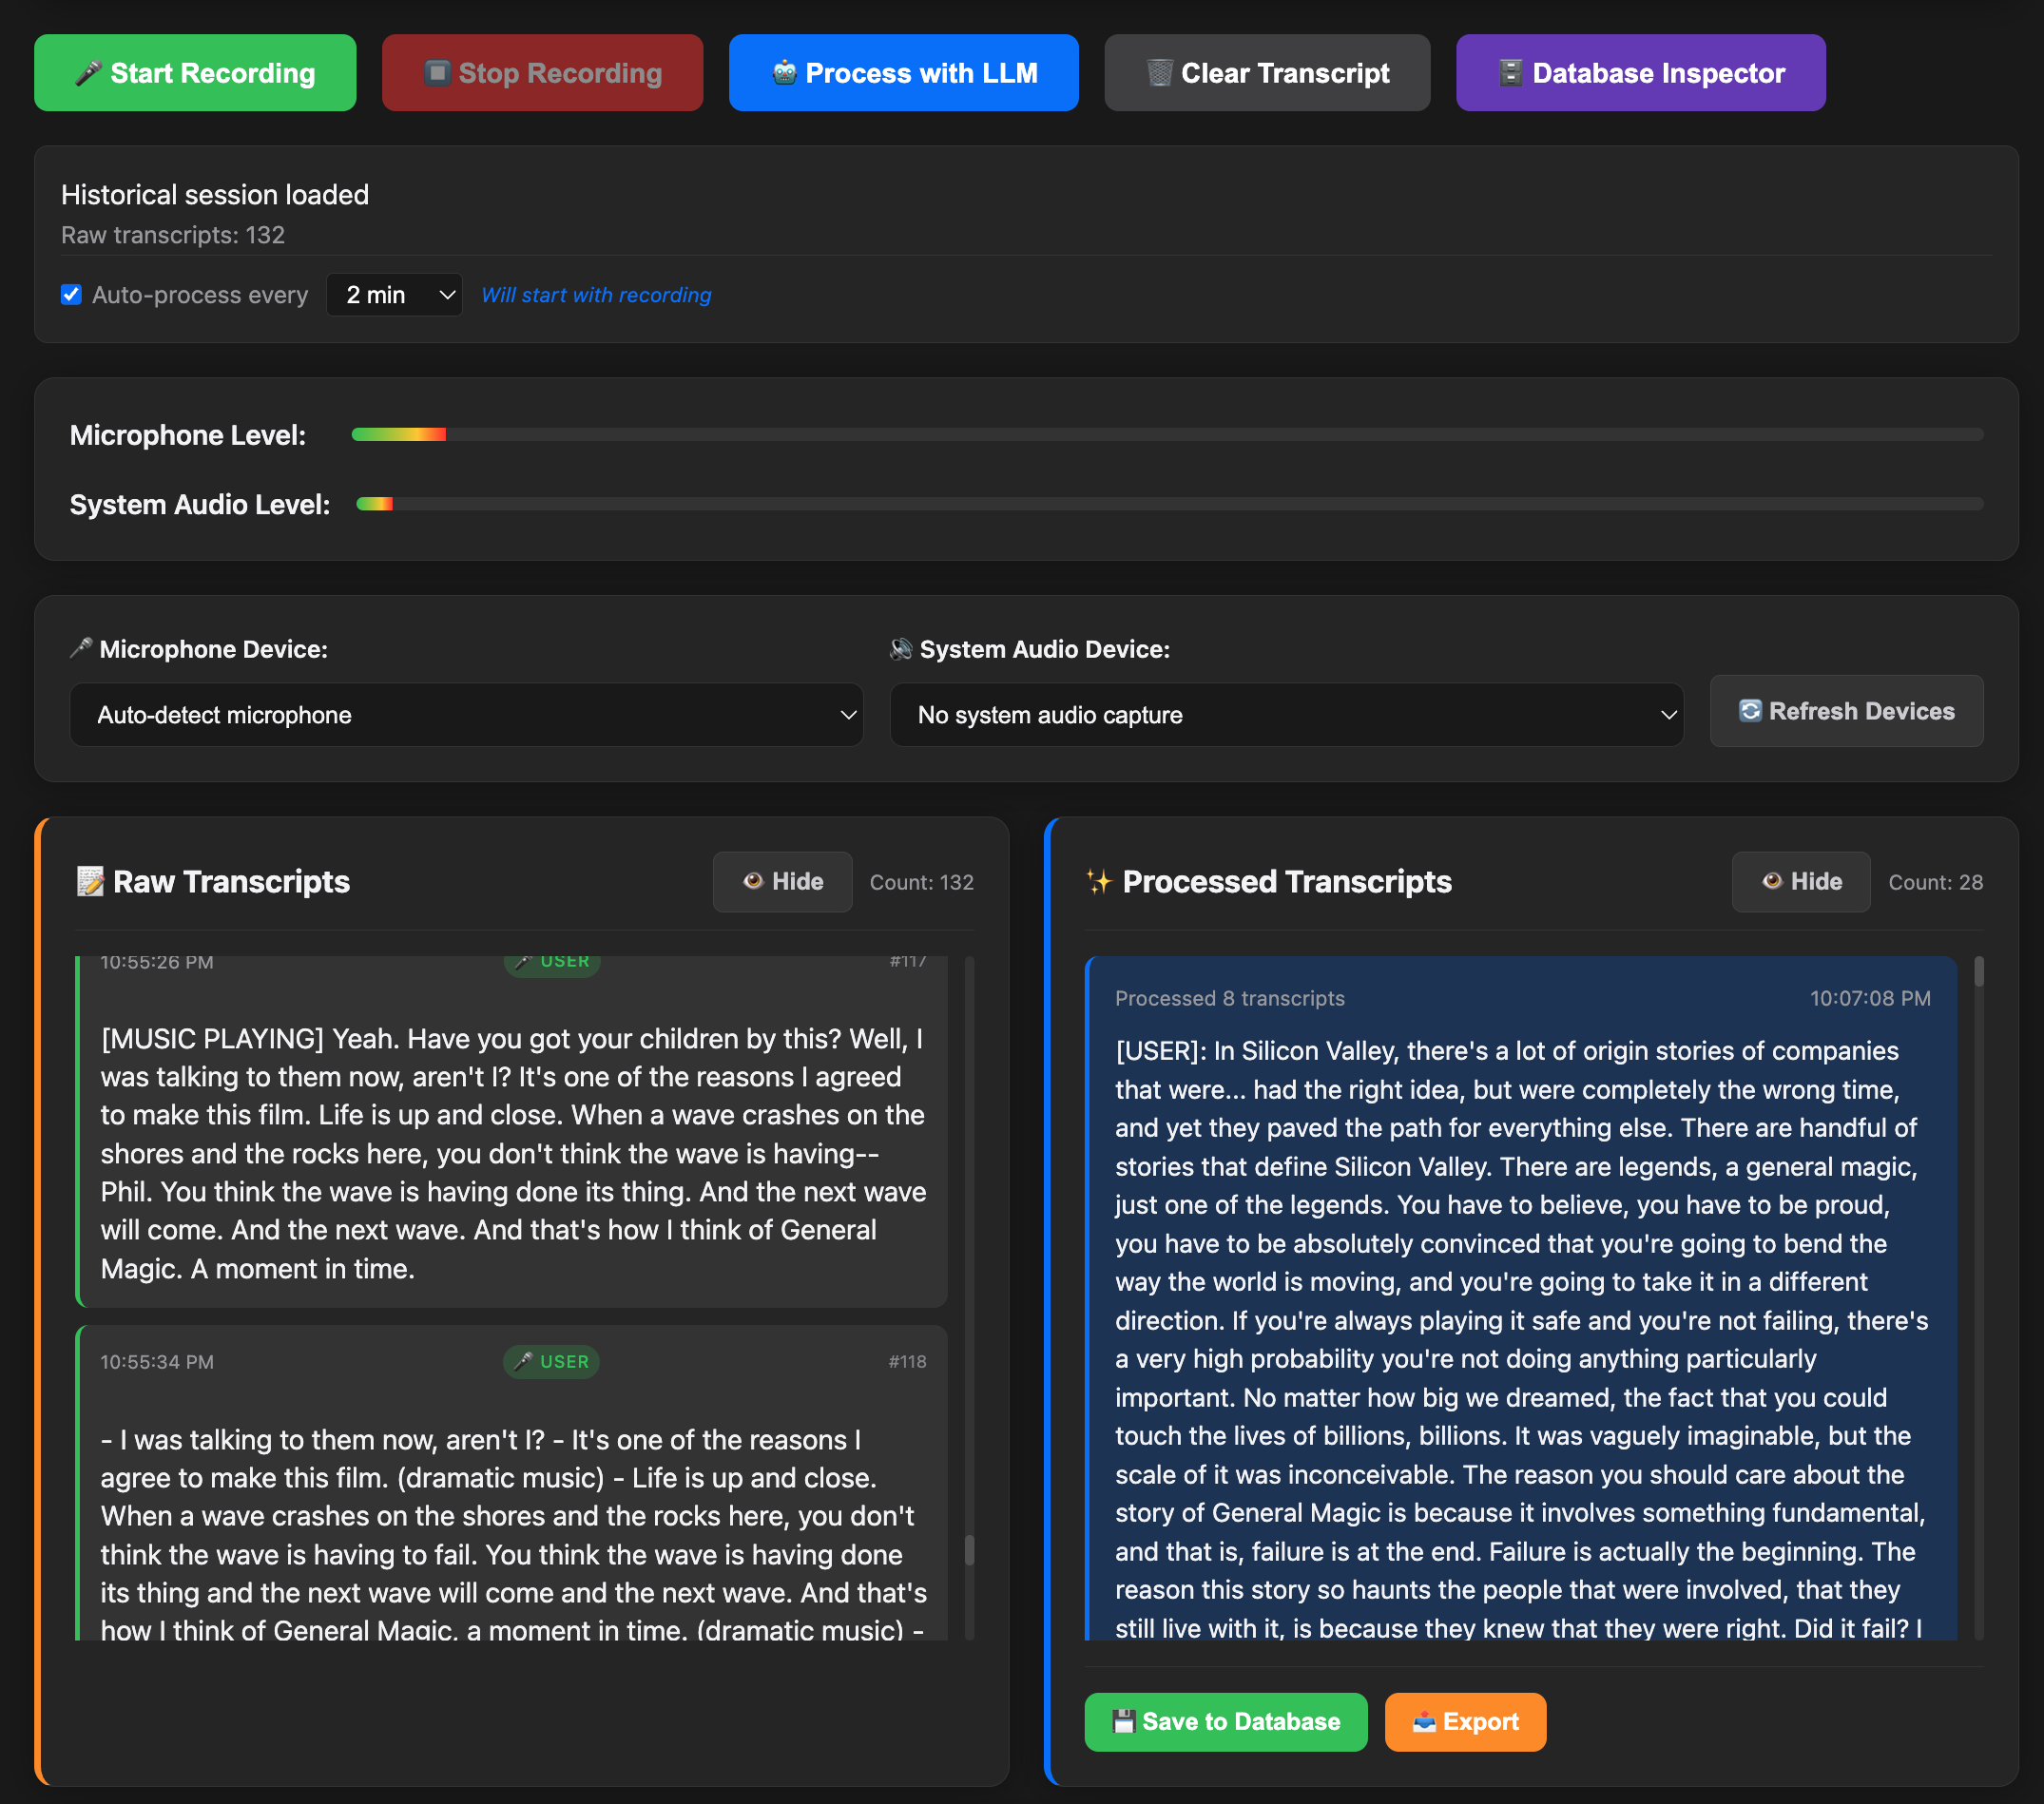 Start Recording
Stop Recording
Process with LLM
Clear Transcript
Database Inspector
Historical session loaded
Raw transcripts: 132
Auto-process every
2 min
Will start with recording
Microphone Level:
System Audio Level:
Microphone Device:
Auto-detect microphone
System Audio Device:
No system audio capture
Refresh Devices
Raw Transcripts
Hide
Count: 132
10:55:26 PM
USER
#117
[MUSIC PLAYING] Yeah. Have you got your children by this? Well, I
was talking to them now, aren't I? It's one of the reasons I agreed
to make this film. Life is up and close. When a wave crashes on the
shores and the rocks here, you don't think the wave is having--
Phil. You think the wave is having done its thing. And the next wave
will come. And the next wave. And that's how I think of General
Magic. A moment in time.
10:55:34 PM
USER
#118
- I was talking to them now, aren't I? - It's one of the reasons I
agree to make this film. (dramatic music) - Life is up and close.
When a wave crashes on the shores and the rocks here, you don't
think the wave is having to fail. You think the wave is having done
its thing and the next wave will come and the next wave. And that's
how I think of General Magic, a moment in time. (dramatic music) -
Processed Transcripts
Hide
Count: 28
Processed 8 transcripts
10:07:08 PM
[USER]: In Silicon Valley, there's a lot of origin stories of companies
that were... had the right idea, but were completely the wrong time,
and yet they paved the path for everything else. There are handful of
stories that define Silicon Valley. There are legends, a general magic,
just one of the legends. You have to believe, you have to be proud,
you have to be absolutely convinced that you're going to bend the
way the world is moving, and you're going to take it in a different
direction. If you're always playing it safe and you're not failing, there's
a very high probability you're not doing anything particularly
important. No matter how big we dreamed, the fact that you could
touch the lives of billions, billions. It was vaguely imaginable, but the
scale of it was inconceivable. The reason you should care about the
story of General Magic is because it involves something fundamental,
and that is, failure is at the end. Failure is actually the beginning. The
reason this story so haunts the people that were involved, that they
still live with it, is because they knew that they were right. Did it fail? I
Save to Database
Export